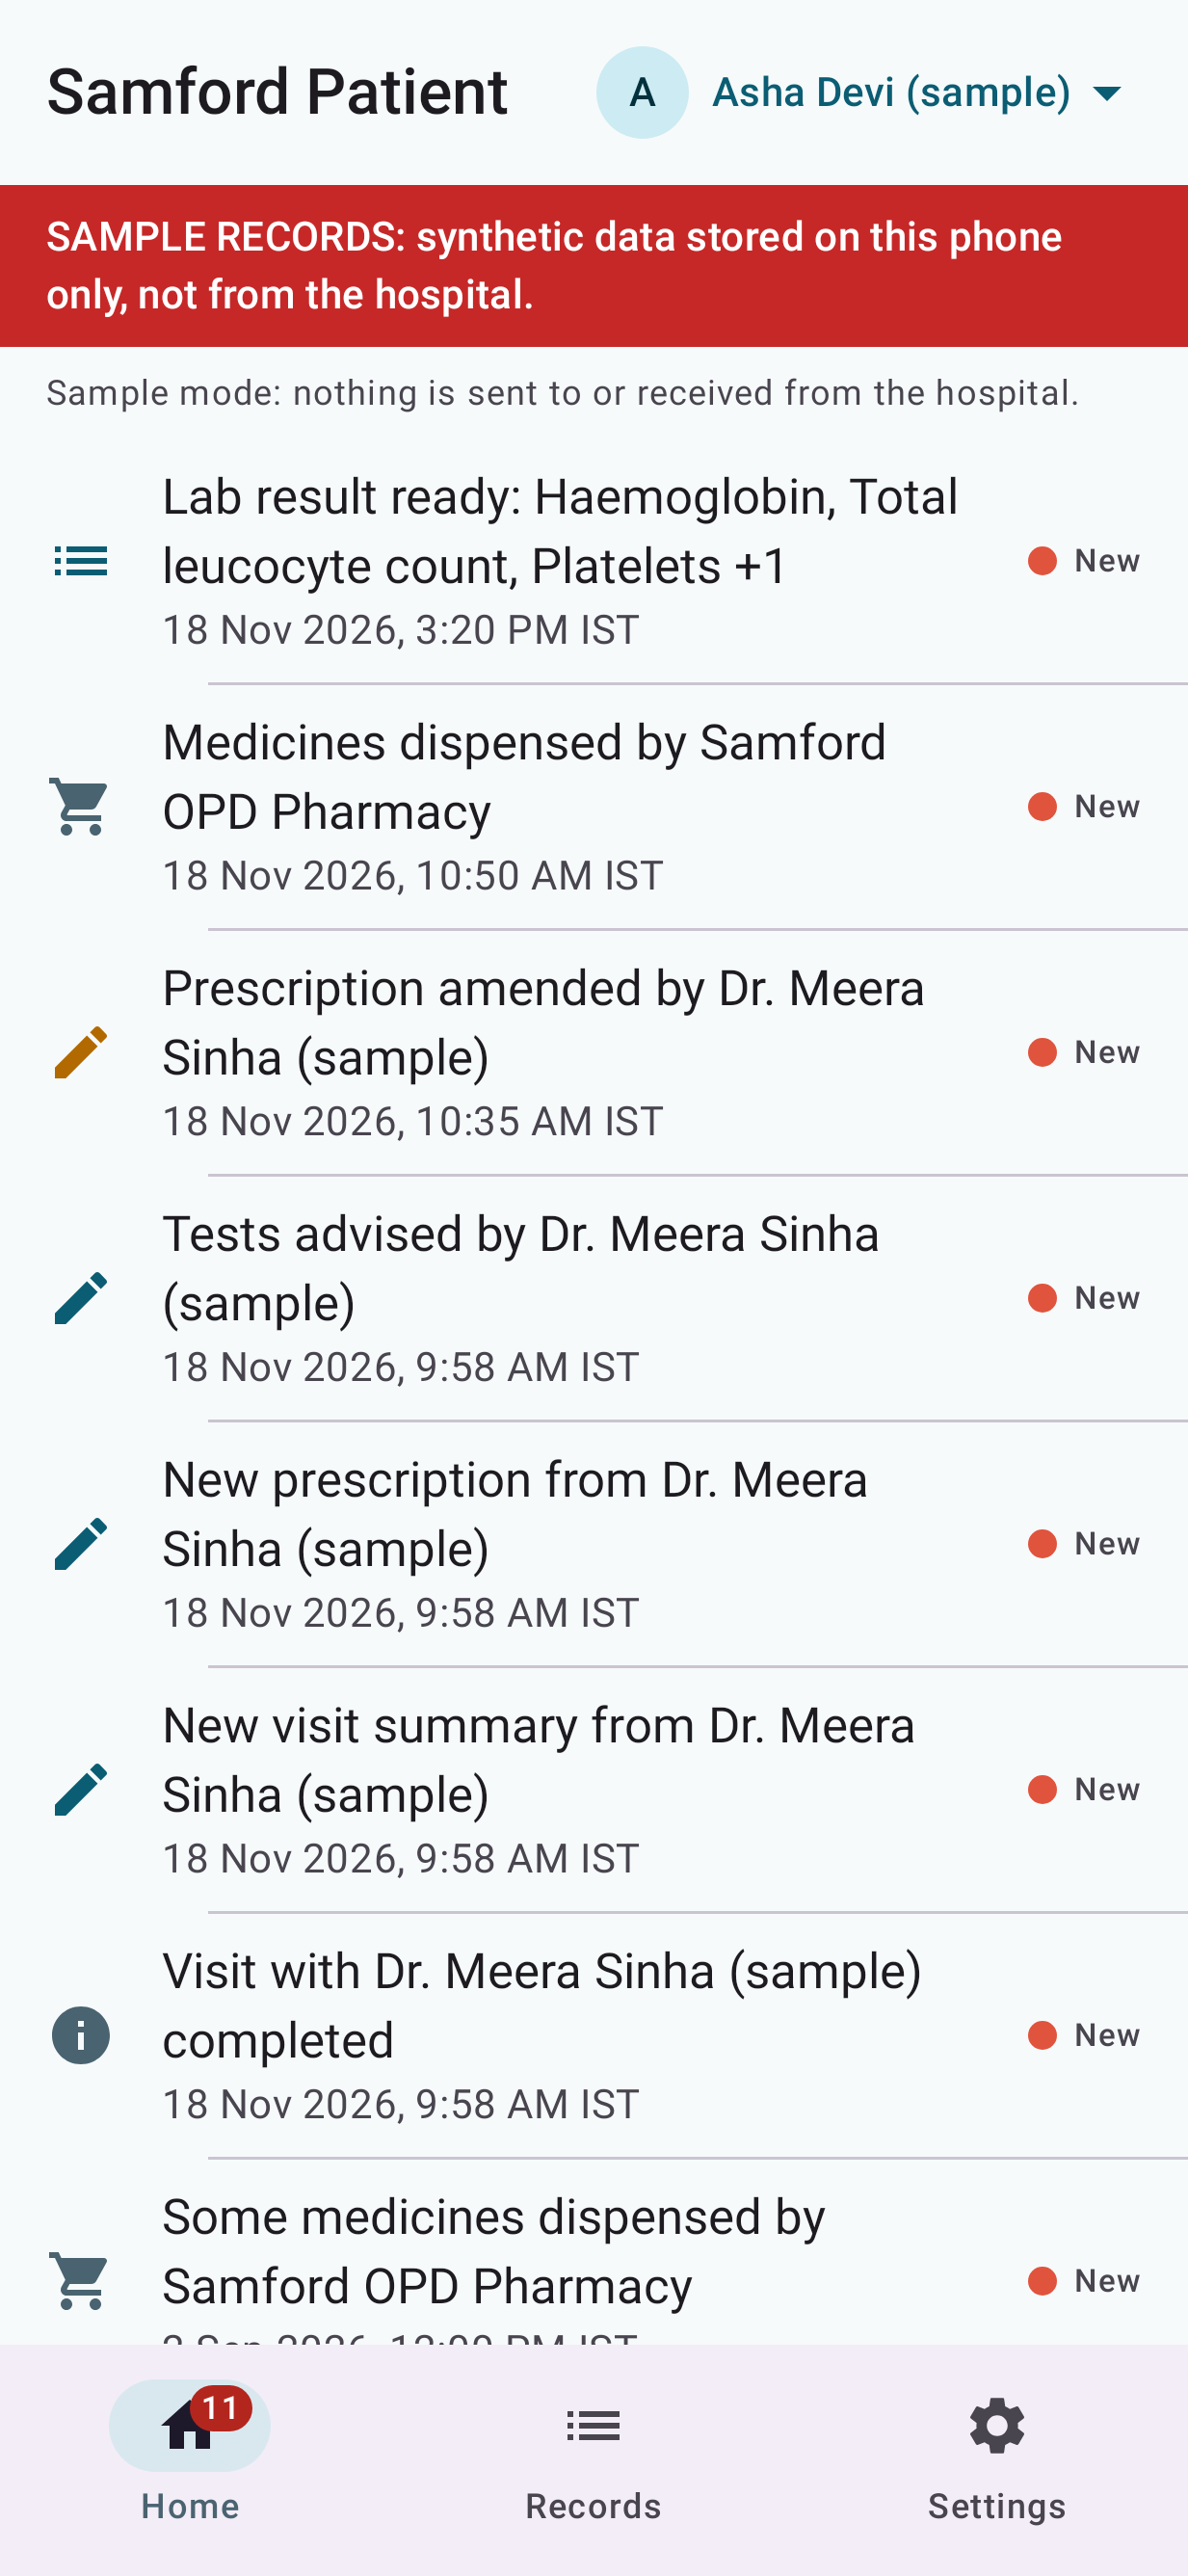 Samford Patient
A
Asha Devi (sample)
SAMPLE RECORDS: synthetic data stored on this phone
only, not from the hospital.
Sample mode: nothing is sent to or received from the hospital.
Lab result ready: Haemoglobin, Total
leucocyte count, Platelets +1
18 Nov 2026, 3:20 PM IST
New
Medicines dispensed by Samford
OPD Pharmacy
18 Nov 2026, 10:50 AM IST
New
Prescription amended by Dr. Meera
Sinha (sample)
18 Nov 2026, 10:35 AM IST
New
Tests advised by Dr. Meera Sinha
(sample)
18 Nov 2026, 9:58 AM IST
New
New prescription from Dr. Meera
Sinha (sample)
18 Nov 2026, 9:58 AM IST
New
New visit summary from Dr. Meera
Sinha (sample)
18 Nov 2026, 9:58 AM IST
New
Visit with Dr. Meera Sinha (sample)
completed
18 Nov 2026, 9:58 AM IST
New
Some medicines dispensed by
Samford OPD Pharmacy
New
11
Home
Records
Settings